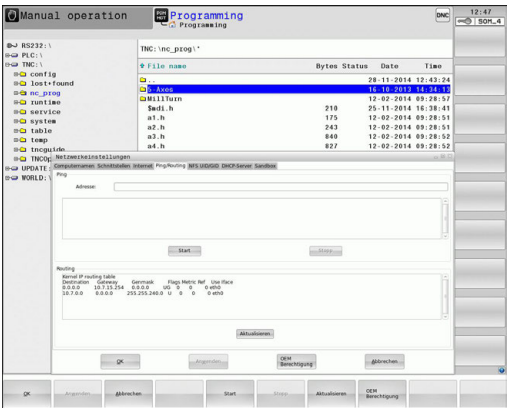 Manual operation
PGM
MGT
Programming
Programming
DNC
12:47
SOM_4
RS232:\
PLC:\
TNC:\
config
lost+found
nc_prog
runtime
service
system
table
temp
tncguide
UPDATE:
WORLD:\
TNC:\nc_prog\*
File name Bytes Status Date Time
.. 28-11-2014 12:43:24
5-Axes 16-10-2013 14:34:13
MillTurn 12-02-2014 09:28:57
$mdi.h 210 25-11-2014 16:38:41
a1.h 175 12-02-2014 09:28:51
a2.h 243 12-02-2014 09:28:51
a3.h 840 12-02-2014 09:28:52
a4.h 827 12-02-2014 09:28:52
Netzwerkeinstellungen
Computernamen Schnittstellen Internet Ping/Routing NFS UID/GID DHCP-Server Sandbox
Ping
Adresse:
Start Stopp
Routing
Kernel IP routing table
Destination Gateway Genmask Flags Metric Ref Use Iface
0.0.0.0 10.7.15.254 0.0.0.0 UG 0 0 0 eth0
10.7.0.0 0.0.0.0 255.255.240.0 U 0 0 0 eth0
Aktualisieren
OK Anwenden OEM Berechtigung Abbrechen
OK Anwenden Abbrechen Start Stopp Aktualisieren OEM Berechtigung